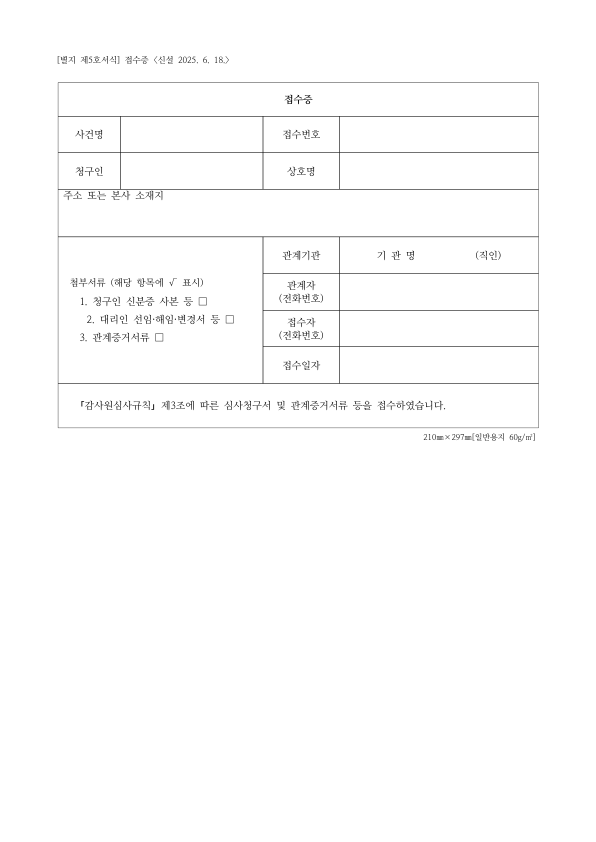 [별지 제5호서식] 접수증 <신설 2025. 6. 18.>
접수증
사건명 접수번호
청구인 상호명
주소 또는 본사 소재지
첨부서류 (해당 항목에 √ 표시)
1. 청구인 신분증 사본 등 □
2. 대리인 선임·해임·변경서 등 □
3. 관계증거서류 □
관계기관 기 관 명 (직인)
관계자
(전화번호)
접수자
(전화번호)
접수일자
「감사원심사규칙」 제3조에 따른 심사청구서 및 관계증거서류 등을 접수하였습니다.
210㎜×297㎜[일반용지 60g/㎡]